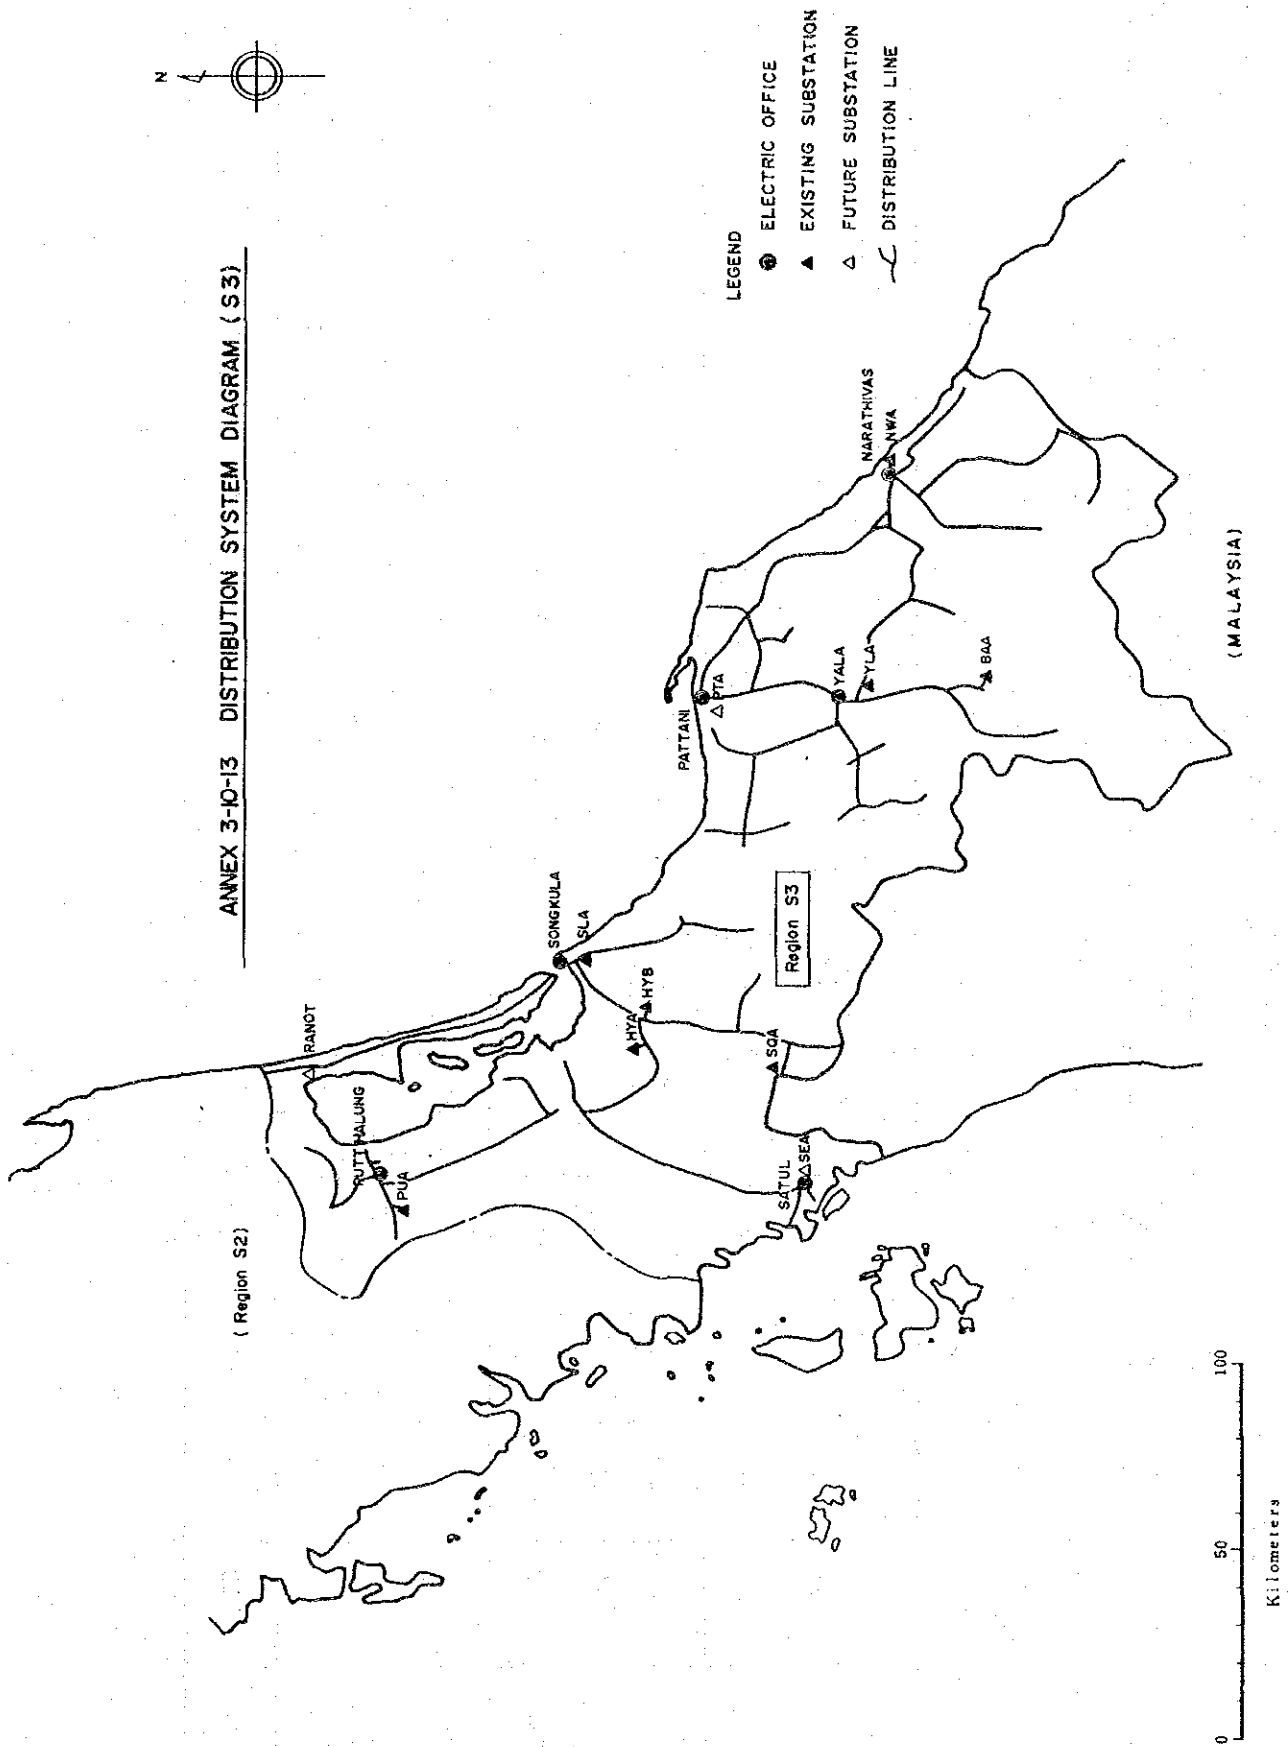 ANNEX 3-10-13 DISTRIBUTION SYSTEM DIAGRAM (S3)
N
(Region S2)
RANOT
PUTTHALUNG
PUA
SONGKULA
SLA
HYA
HYB
SQA
SATUL
SEA
Region S3
PATTANI
PTA
YALA
YLA
BAA
NARATHIVAS
NWA
(MALAYSIA)
LEGEND
ELECTRIC OFFICE
EXISTING SUBSTATION
FUTURE SUBSTATION
DISTRIBUTION LINE
0 50 100
Kilometers